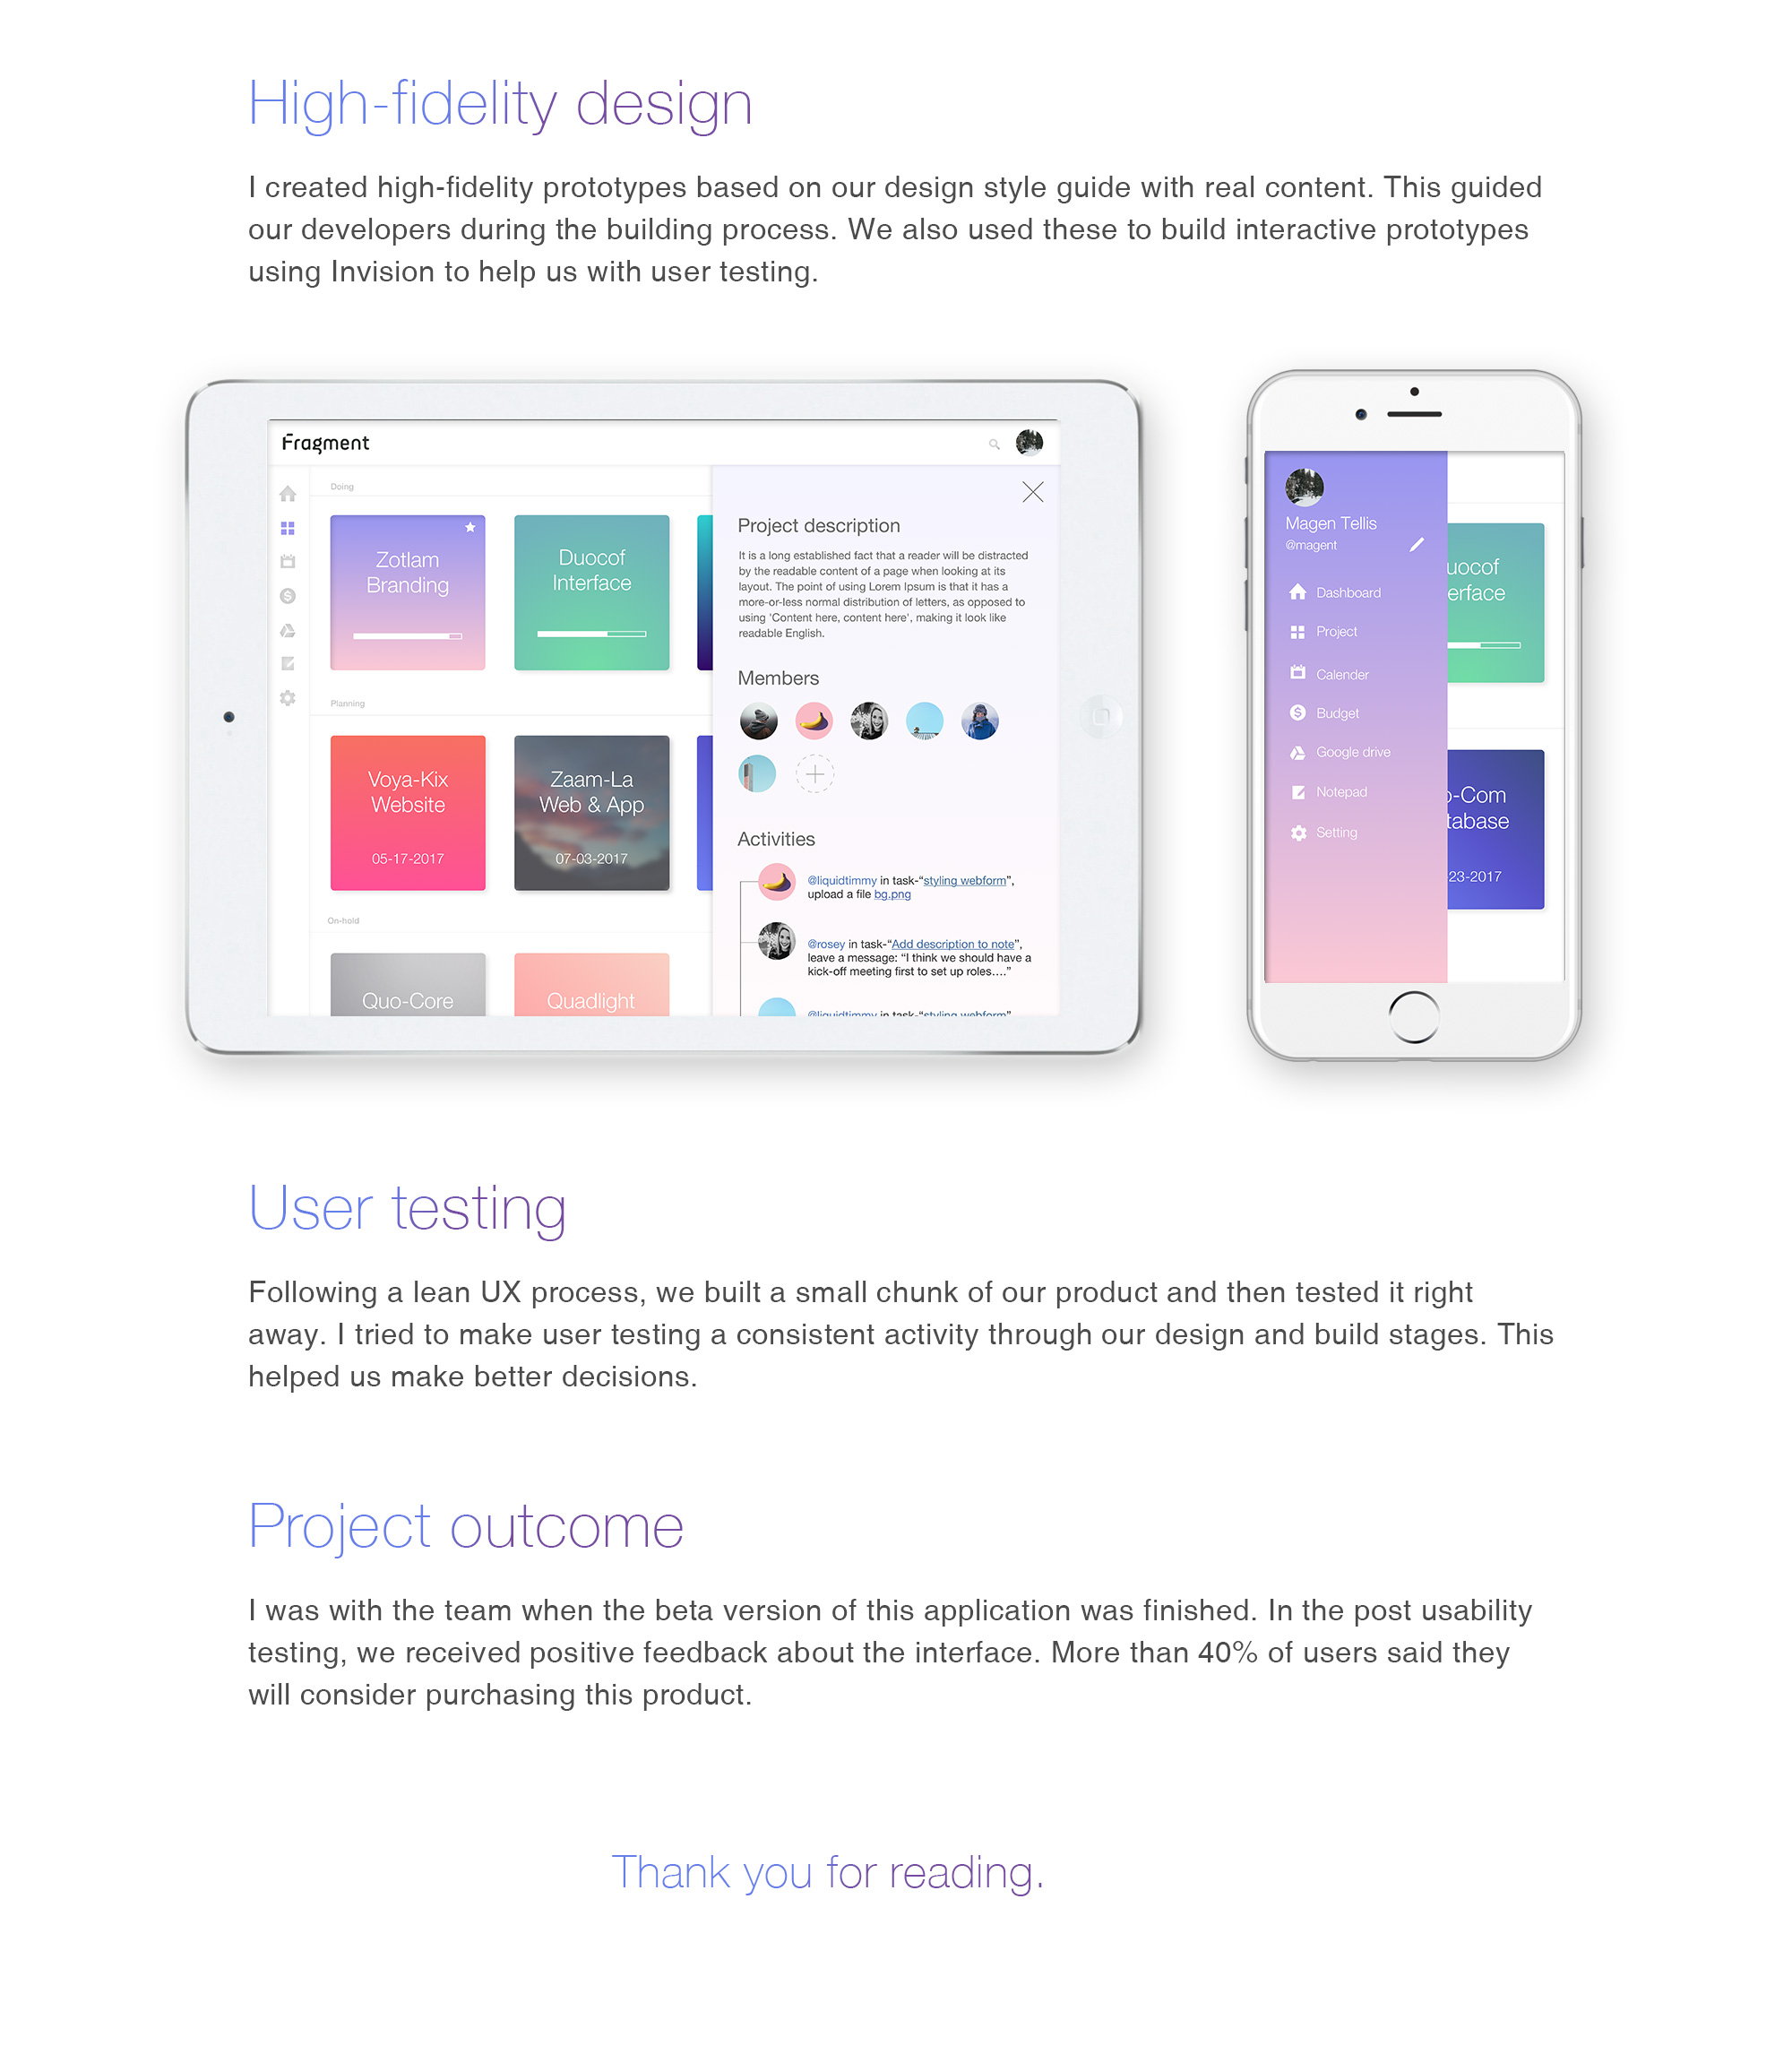 High-fidelity design
I created high-fidelity prototypes based on our design style guide with real content. This guided
our developers during the building process. We also used these to build interactive prototypes
using Invision to help us with user testing.
Fragment
Doing
Zotlam
Branding
Duocof
Interface
Planning
Voya-Kix
Website
05-17-2017
Zaam-La
Web & App
07-03-2017
On-hold
Quo-Core
Quadlight
Project description
It is a long established fact that a reader will be distracted
by the readable content of a page when looking at its
layout. The point of using Lorem Ipsum is that it has a
more-or-less normal distribution of letters, as opposed to
using 'Content here, content here', making it look like
readable English.
Members
Activities
@liquidtimmy in task-“styling webform”,
upload a file bg.png
@rosey in task-“Add description to note”,
leave a message: “I think we should have a
kick-off meeting first to set up roles....”
@liquidtimmy in task-“styling webform”
Magen Tellis
@magent
Dashboard
Project
Calender
Budget
Google drive
Notepad
Setting
uocof
erface
o-Com
tabase
23-2017
User testing
Following a lean UX process, we built a small chunk of our product and then tested it right
away. I tried to make user testing a consistent activity through our design and build stages. This
helped us make better decisions.
Project outcome
I was with the team when the beta version of this application was finished. In the post usability
testing, we received positive feedback about the interface. More than 40% of users said they
will consider purchasing this product.
Thank you for reading.